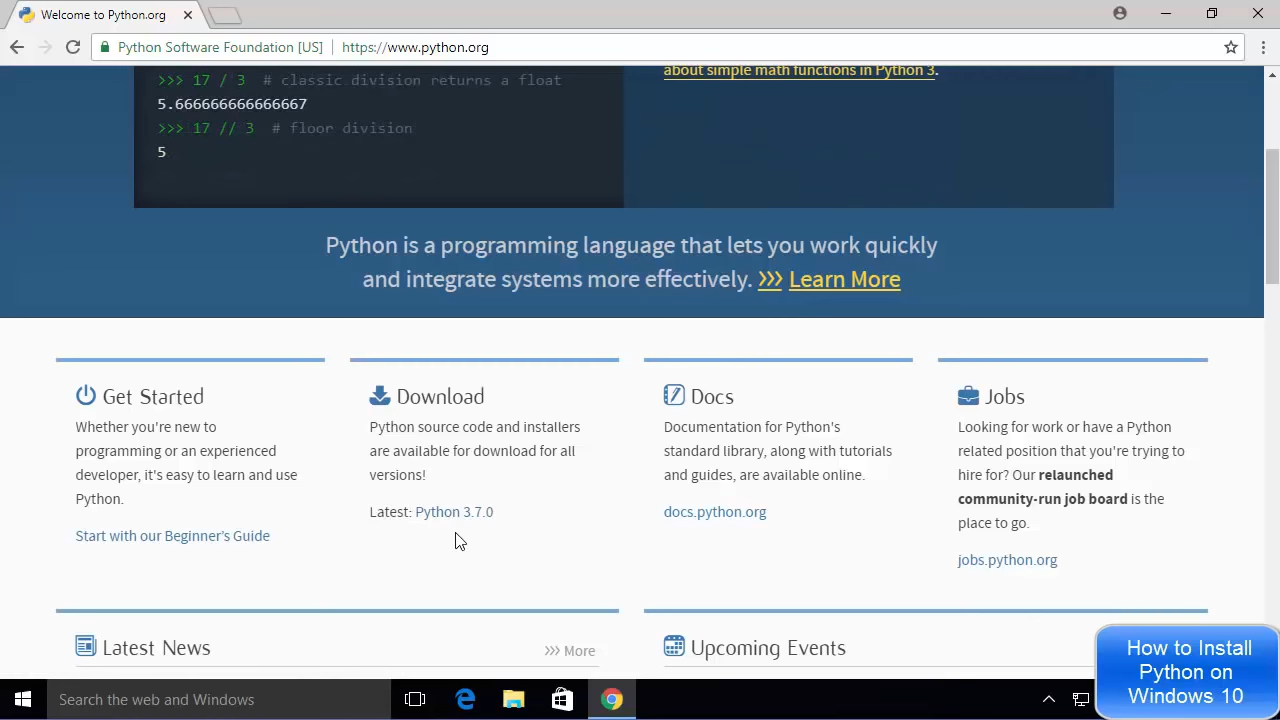 Welcome to Python.org
Python Software Foundation [US] https://www.python.org
>>> 17 / 3 # classic division returns a float
5.666666666666667
>>> 17 // 3 # floor division
5
about simple math functions in Python 3.
Python is a programming language that lets you work quickly
and integrate systems more effectively. >>> Learn More
Get Started
Whether you're new to
programming or an experienced
developer, it's easy to learn and use
Python.
Start with our Beginner's Guide
Download
Python source code and installers
are available for download for all
versions!
Latest: Python 3.7.0
Docs
Documentation for Python's
standard library, along with tutorials
and guides, are available online.
docs.python.org
Jobs
Looking for work or have a Python
related position that you're trying to
hire for? Our relaunched
community-run job board is the
place to go.
jobs.python.org
Latest News
>>> More
Upcoming Events
How to Install
Python on
Windows 10
Search the web and Windows